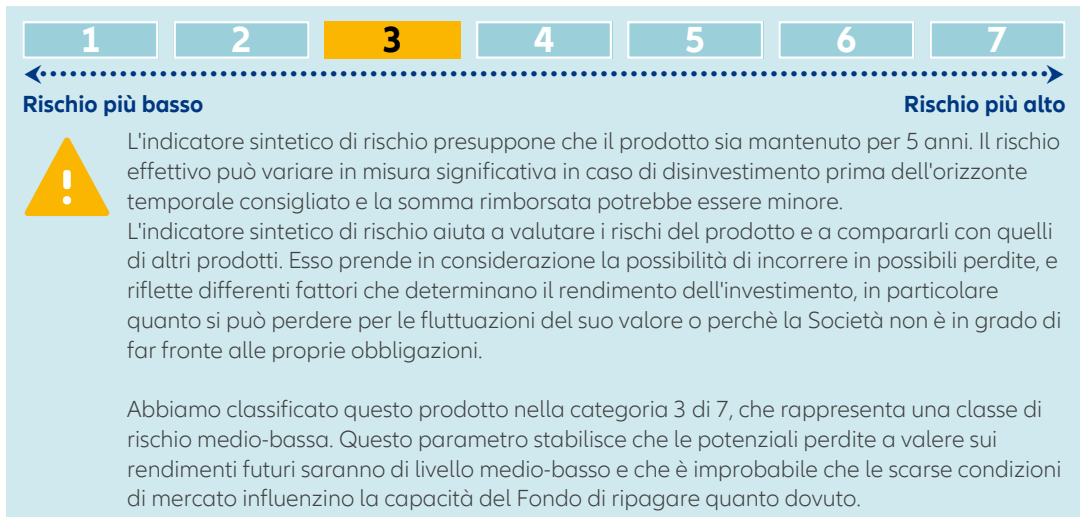 1 2 3 4 5 6 7
Rischio più basso Rischio più alto
L'indicatore sintetico di rischio presuppone che il prodotto sia mantenuto per 5 anni. Il rischio
effettivo può variare in misura significativa in caso di disinvestimento prima dell'orizzonte
temporale consigliato e la somma rimborsata potrebbe essere minore.
L'indicatore sintetico di rischio aiuta a valutare i rischi del prodotto e a compararli con quelli
di altri prodotti. Esso prende in considerazione la possibilità di incorrere in possibili perdite, e
riflette differenti fattori che determinano il rendimento dell'investimento, in particolare
quanto si può perdere per le fluttuazioni del suo valore o perchè la Società non è in grado di
far fronte alle proprie obbligazioni.
Abbiamo classificato questo prodotto nella categoria 3 di 7, che rappresenta una classe di
rischio medio-bassa. Questo parametro stabilisce che le potenziali perdite a valere sui
rendimenti futuri saranno di livello medio-basso e che è improbabile che le scarse condizioni
di mercato influenzino la capacità del Fondo di ripagare quanto dovuto.